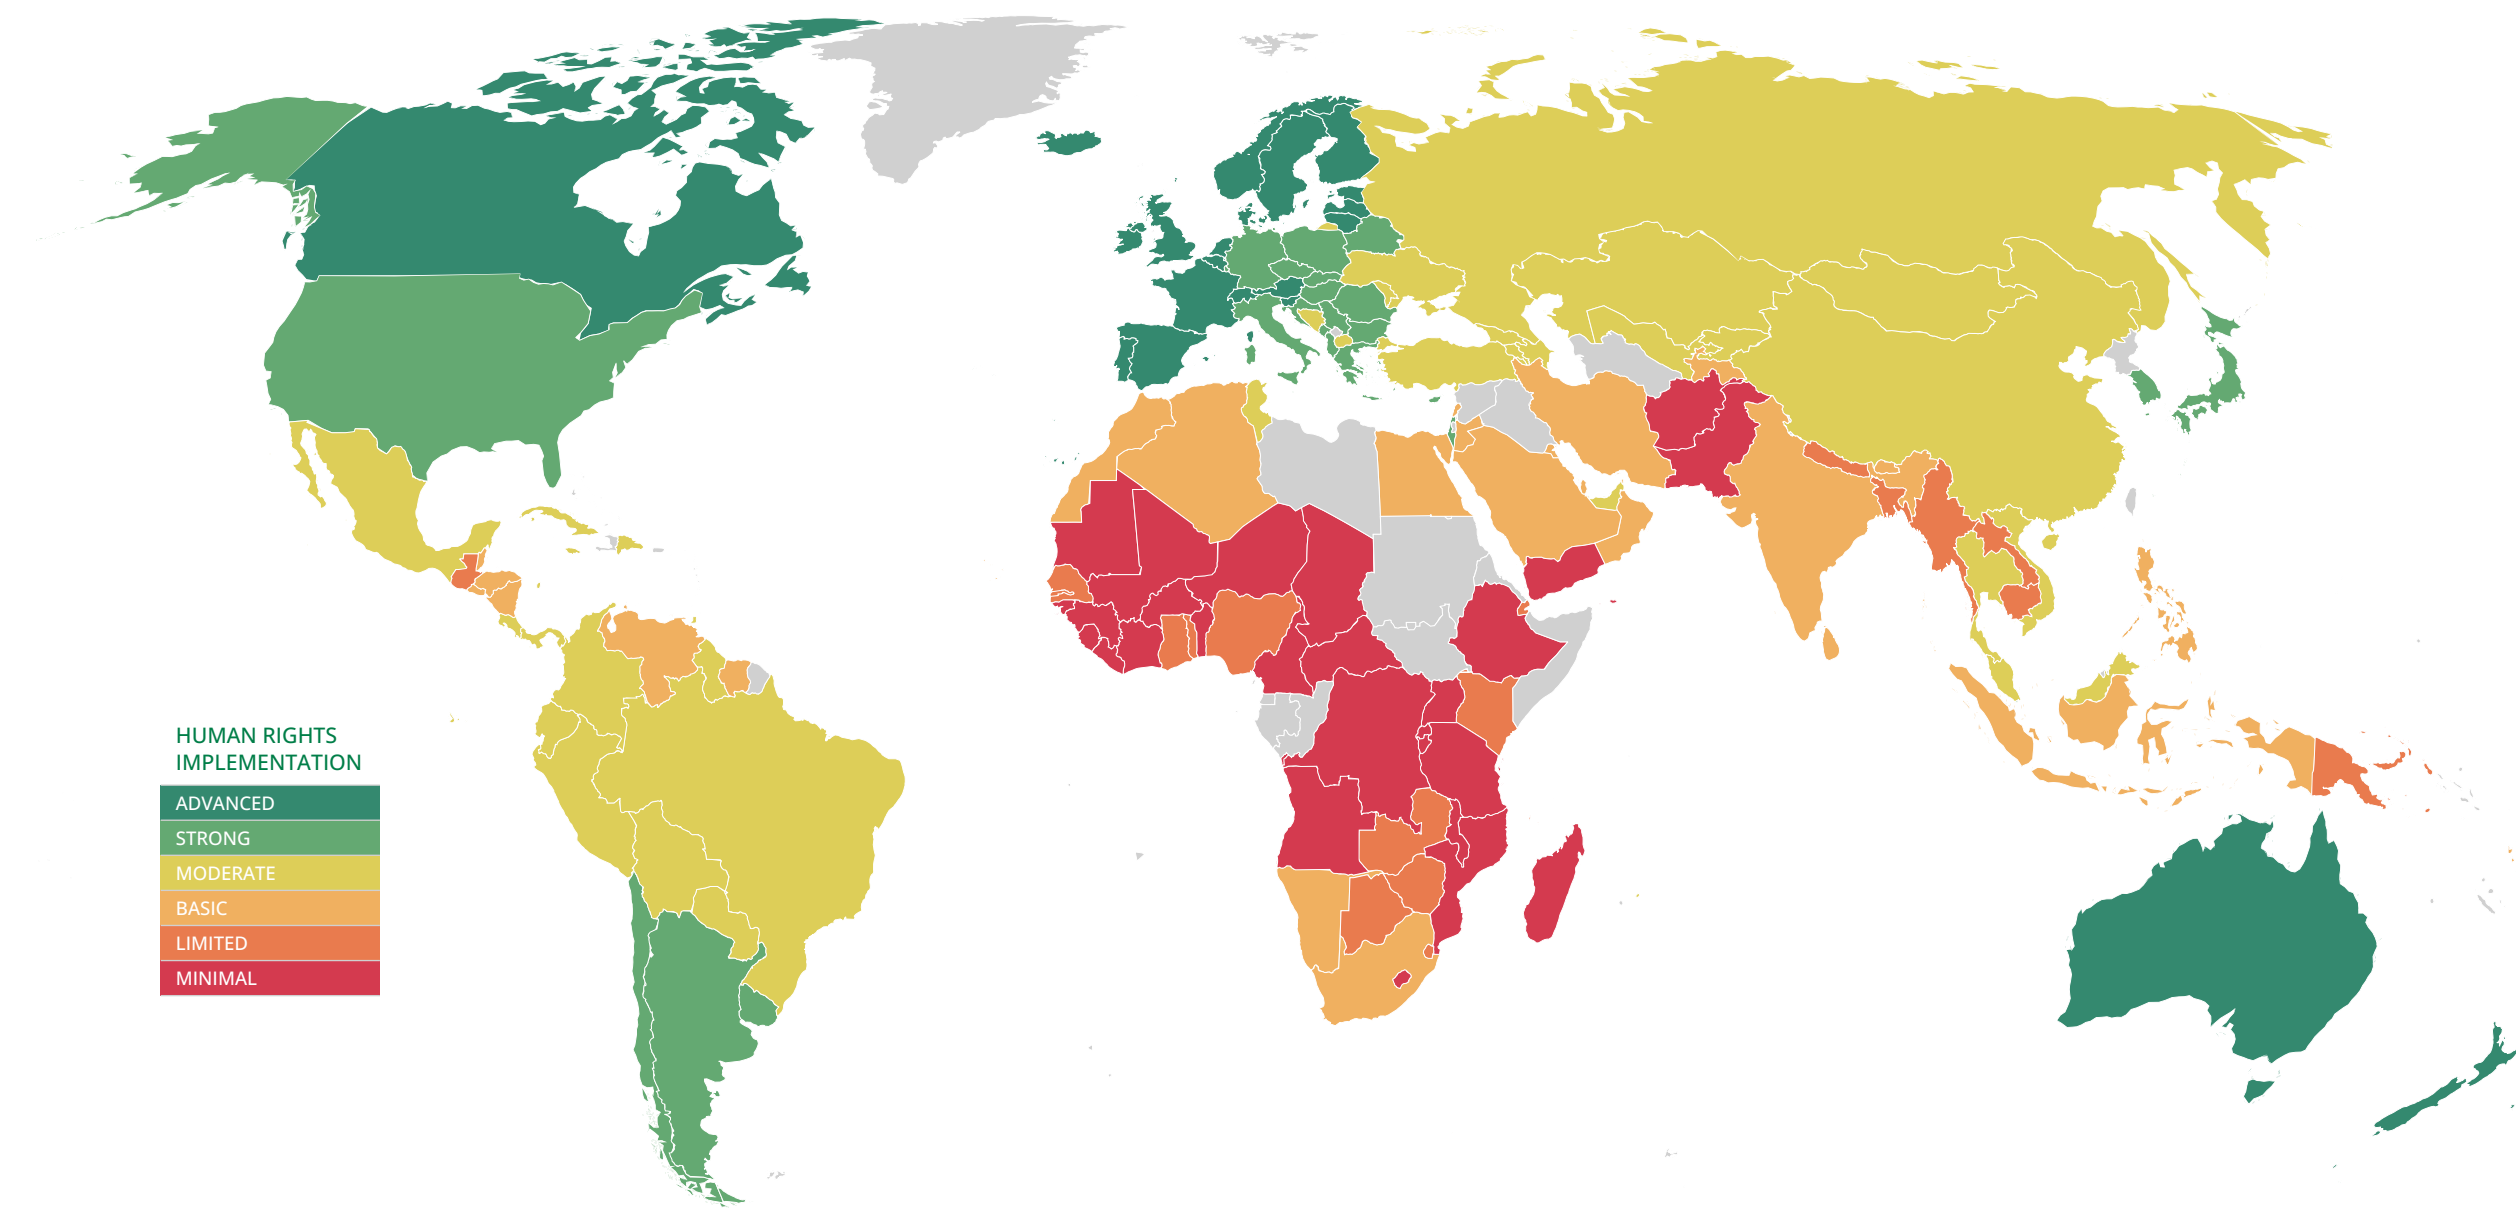 HUMAN RIGHTS
IMPLEMENTATION
ADVANCED
STRONG
MODERATE
BASIC
LIMITED
MINIMAL